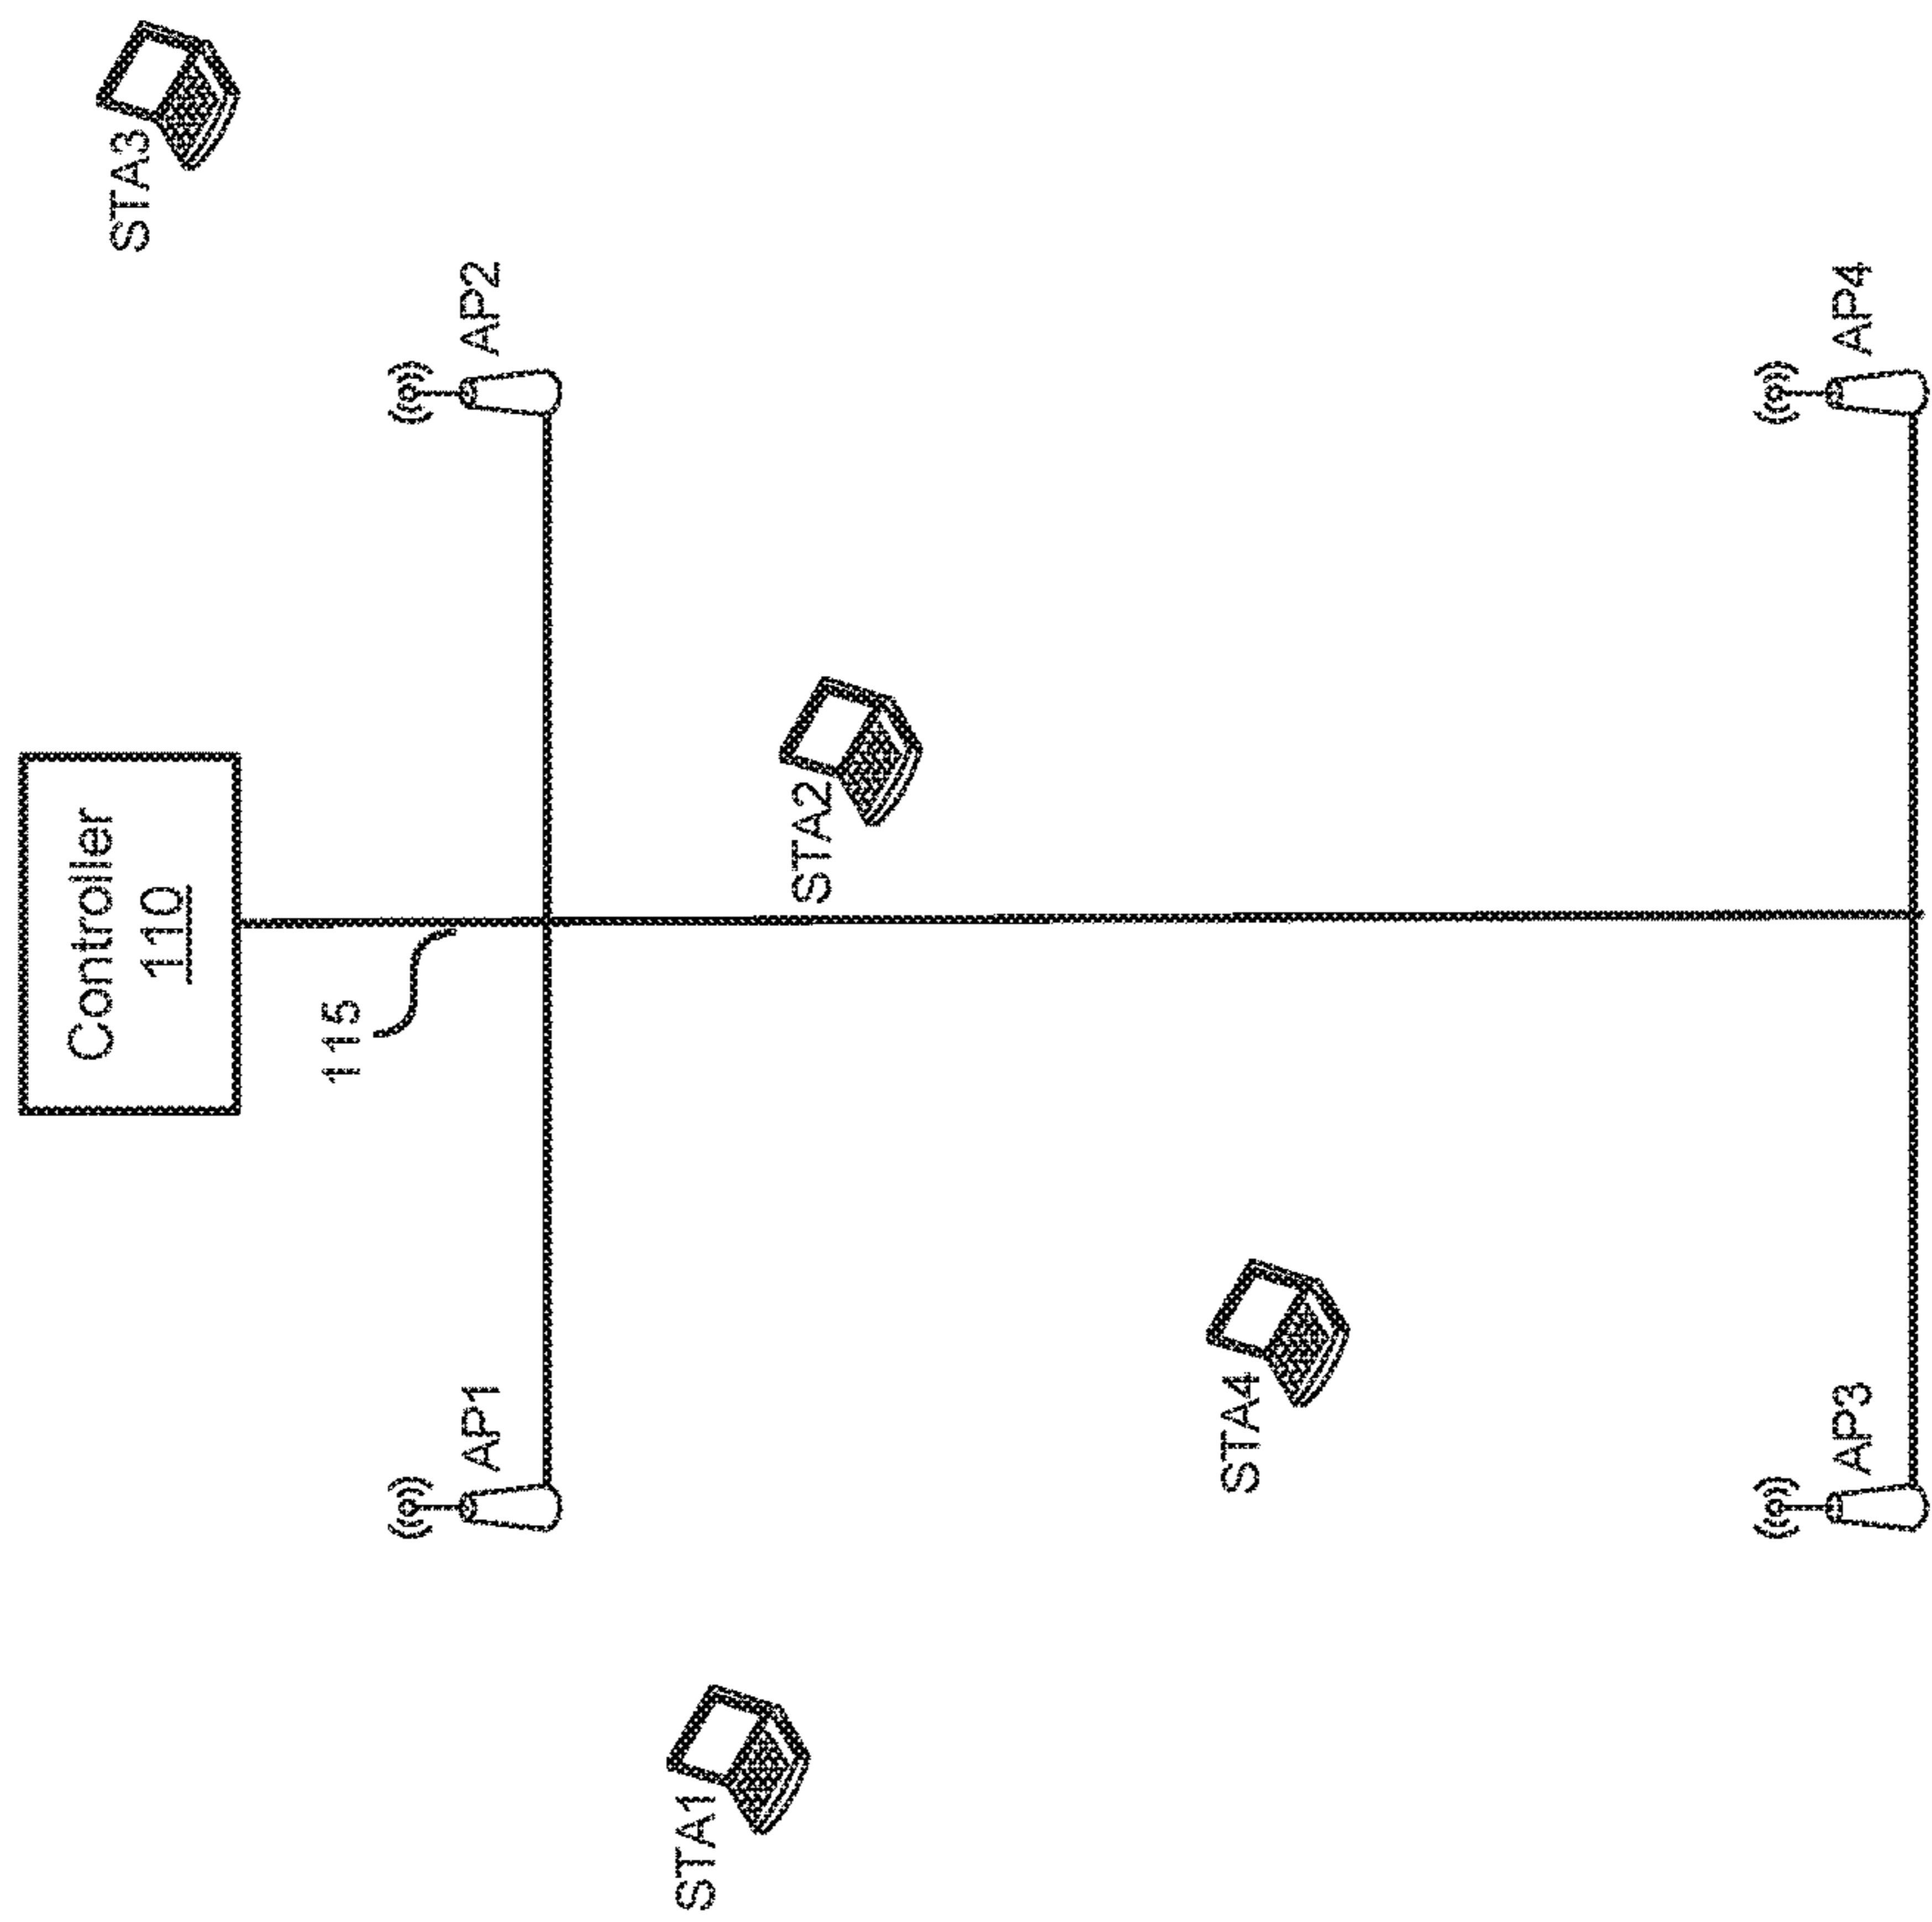 Controller
110
STA3
115
AP1
AP2
STA1
STA2
STA4
AP3
AP4